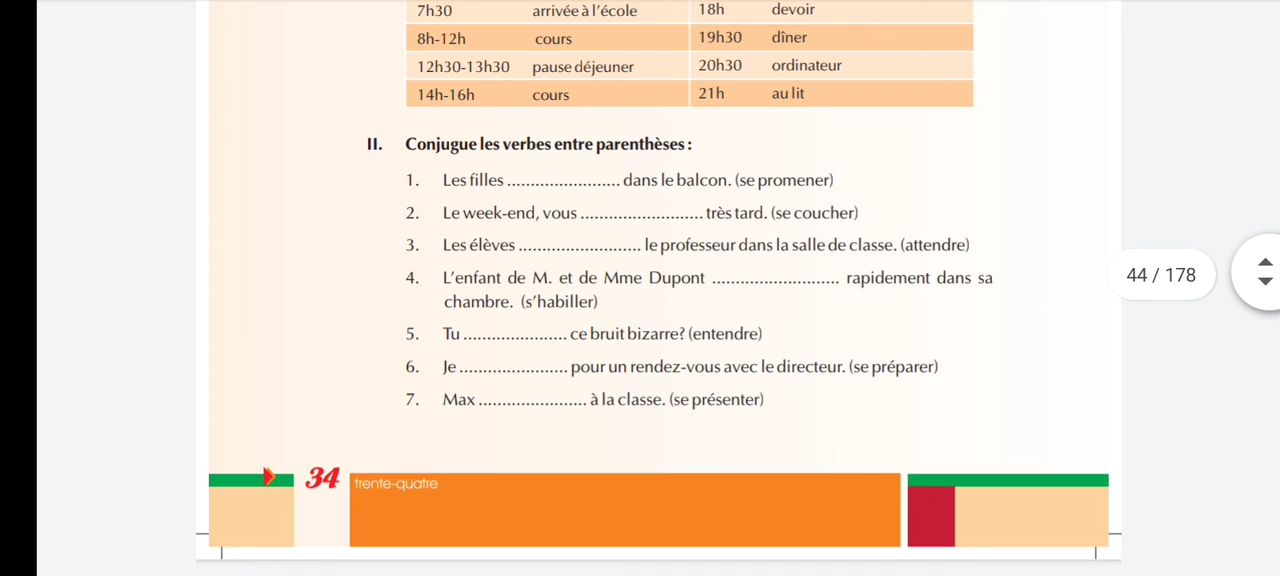 7h30 arrivée à l'école 18h devoir
8h-12h cours 19h30 dîner
12h30-13h30 pause déjeuner 20h30 ordinateur
14h-16h cours 21h au lit
II. Conjugue les verbes entre parenthèses :
1. Les filles ........................ dans le balcon. (se promener)
2. Le week-end, vous .......................... très tard. (se coucher)
3. Les élèves .......................... le professeur dans la salle de classe. (attendre)
4. L'enfant de M. et de Mme Dupont ........................... rapidement dans sa
chambre. (s'habiller)
5. Tu ...................... ce bruit bizarre? (entendre)
6. Je ....................... pour un rendez-vous avec le directeur. (se préparer)
7. Max ....................... à la classe. (se présenter)
44 / 178
34 trente-quatre